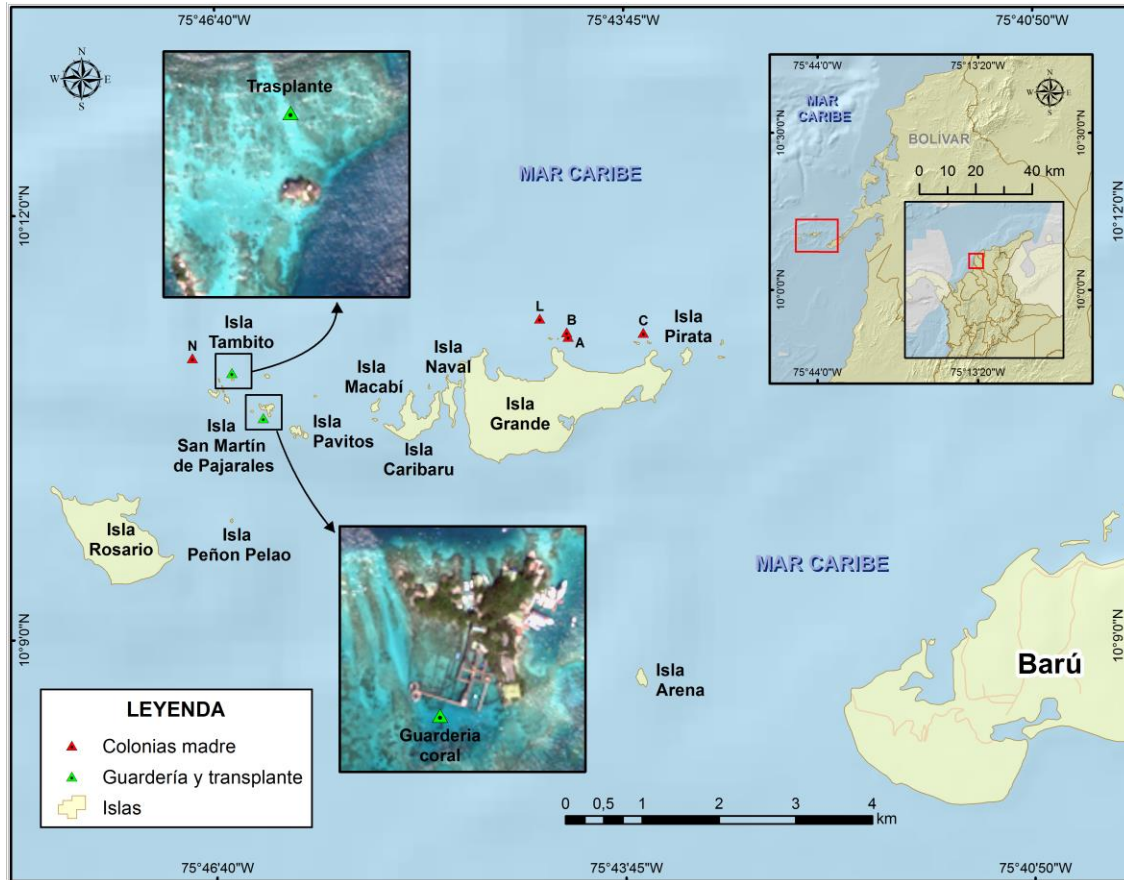 75°46'40"W
75°43'45"W
75°40'50"W
N
W
E
S
Trasplante
MAR CARIBE
75°44'0"W
75°13'20"W
MAR
CARIBE
N
W
E
S
BOLÍVAR
0 10 20 40 km
10°30'0"N
10°30'0"N
10°0'0"N
10°0'0"N
75°44'0"W
75°13'20"W
10°12'0"N
10°12'0"N
N
Isla
Tambito
L
B
A
C
Isla
Pirata
Isla
Naval
Isla
Macabí
Isla
Grande
Isla
San Martín
de Pajarales
Isla
Pavitos
Isla
Caribaru
Isla
Rosario
Isla
Peñon Pelao
MAR CARIBE
10°9'0"N
10°9'0"N
Isla
Arena
Barú
Guarderia
coral
LEYENDA
Colonias madre
Guardería y transplante
Islas
0 0,5 1 2 3 4
km
75°46'40"W
75°43'45"W
75°40'50"W